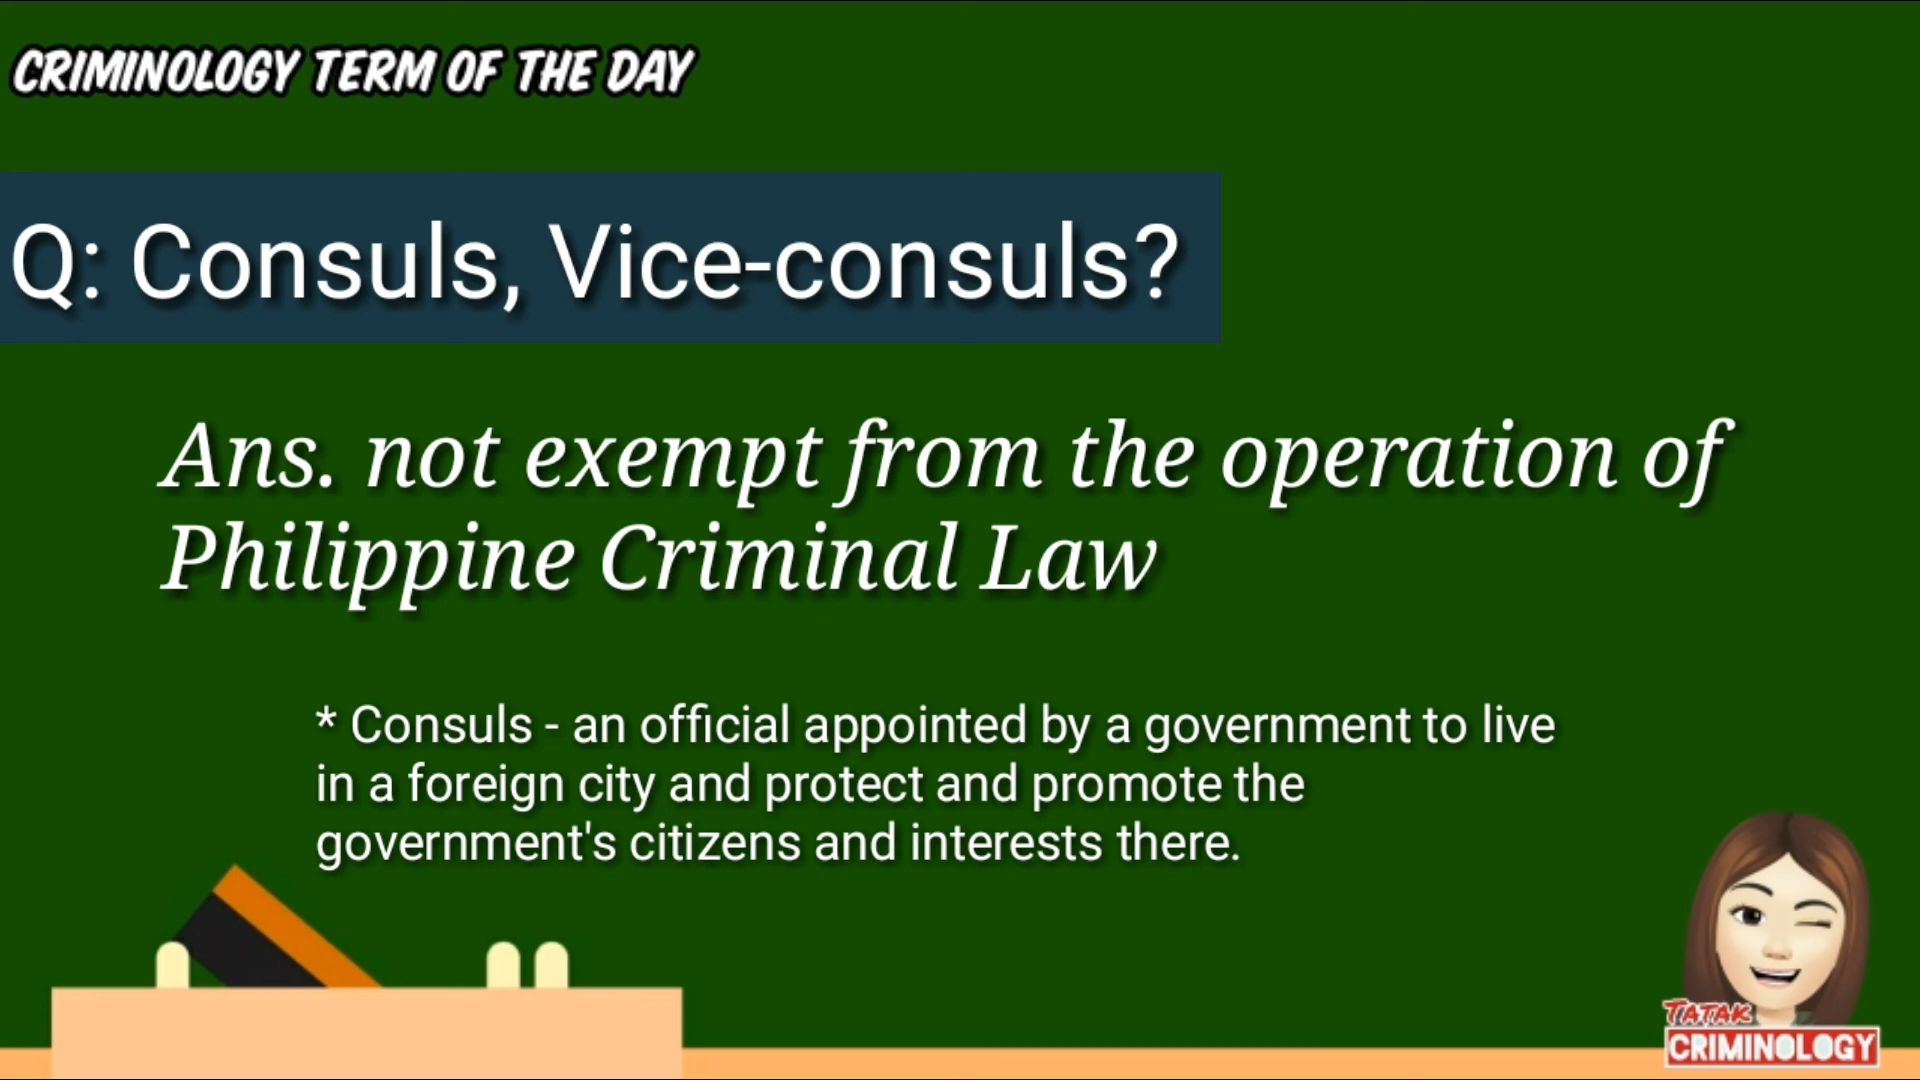 CRIMINOLOGY TERM OF THE DAY
Q: Consuls, Vice-consuls?
Ans. not exempt from the operation of
Philippine Criminal Law
* Consuls - an official appointed by a government to live
in a foreign city and protect and promote the
government's citizens and interests there.
TATAK
CRIMINOLOGY